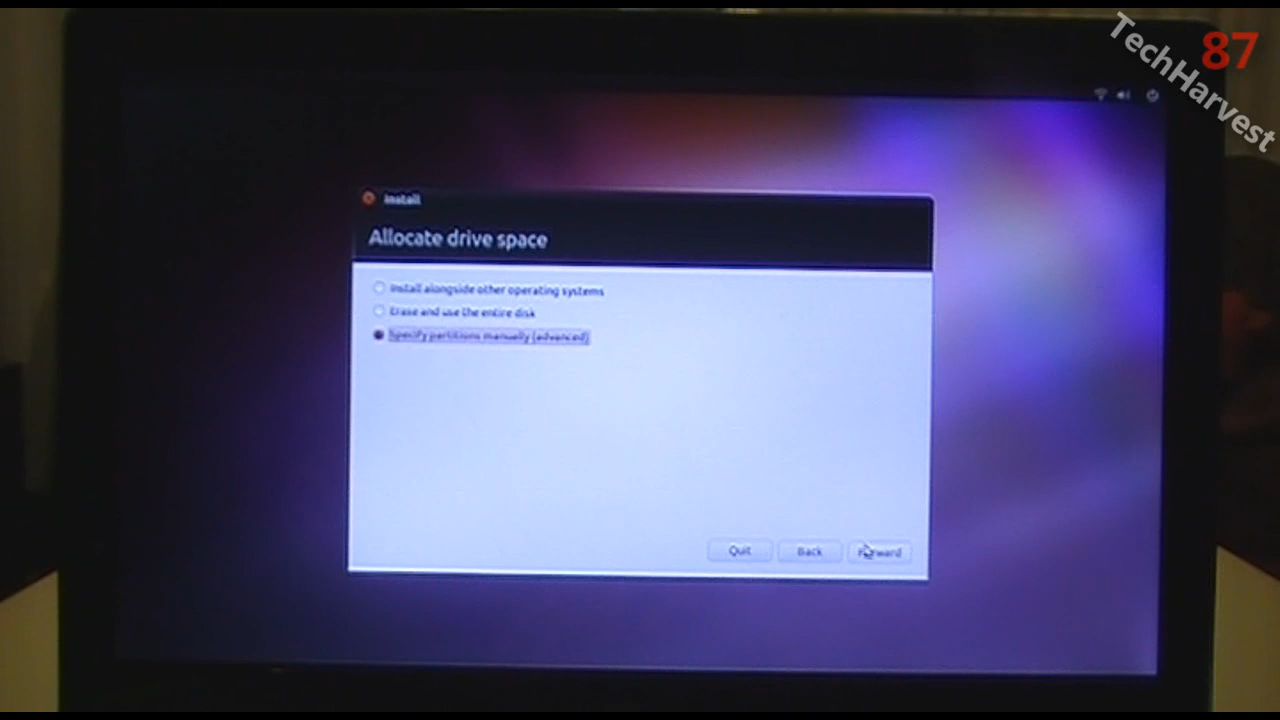 87
TechHarvest
Install
Allocate drive space
Install alongside other operating systems
Erase and use the entire disk
Specify partitions manually (advanced)
Quit
Back
Forward